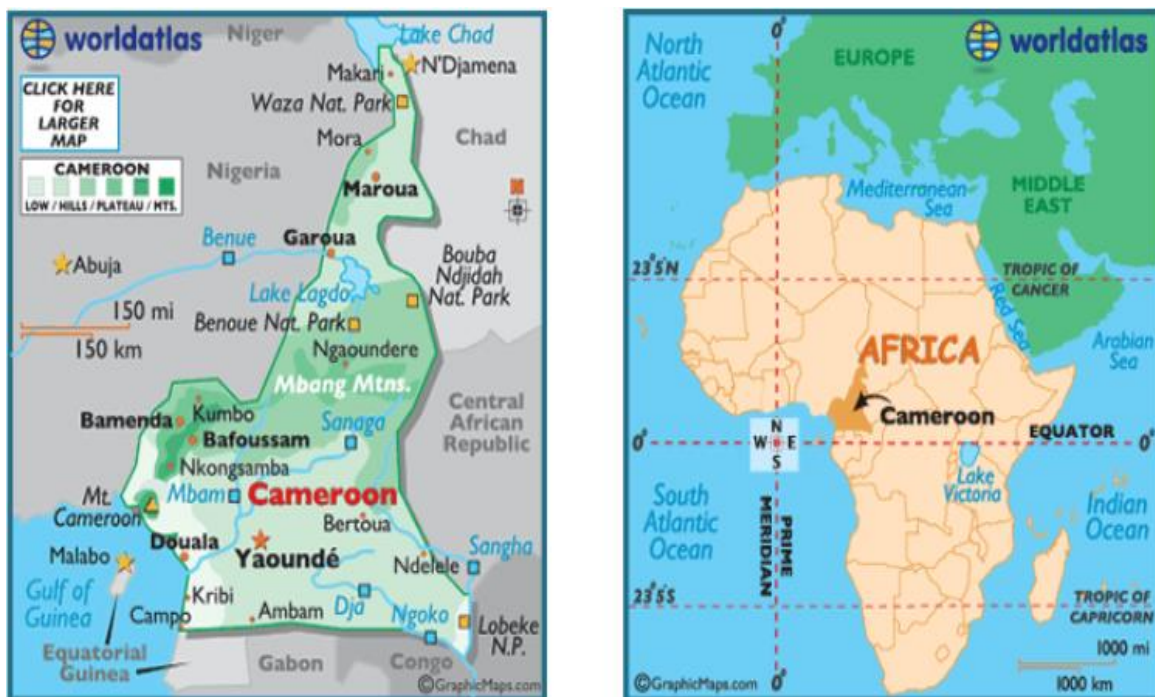 worldatlas
Niger
Lake Chad
N'Djamena
Makari
CLICK HERE
FOR
LARGER
MAP
Waza Nat. Park
Mora
Chad
CAMEROON
LOW / HILLS / PLATEAU / MTS.
Nigeria
Maroua
Benue
Garoua
Abuja
Bouba
Ndjidah
Nat. Park
Lake Lagdo
150 mi
150 km
Benoue Nat. Park
Ngaoundere
Mbang Mtns.
Kumbo
Bamenda
Sanaga
Central
African
Republic
Bafoussam
Nkongsamba
Mbam
Cameroon
Mt.
Cameroon
Bertoua
Douala
Yaoundé
Sangha
Malabo
Ndelele
Gulf of
Guinea
Kribi
Dja
Ngoko
Campo
Ambam
Lobeke
N.P.
Equatorial
Guinea
Gabon
Congo
©GraphicMaps.com
0°
worldatlas
North
Atlantic
Ocean
EUROPE
Mediterranean
Sea
MIDDLE
EAST
23°5'N
TROPIC OF
CANCER
Red Sea
Arabian
Sea
AFRICA
Cameroon
N
W E
S
EQUATOR
0°
0°
Lake
Victoria
South
Atlantic
Ocean
PRIME
MERIDIAN
Indian
Ocean
23°5'S
TROPIC OF
CAPRICORN
1000 mi
1000 km
©GraphicMaps.com
0°